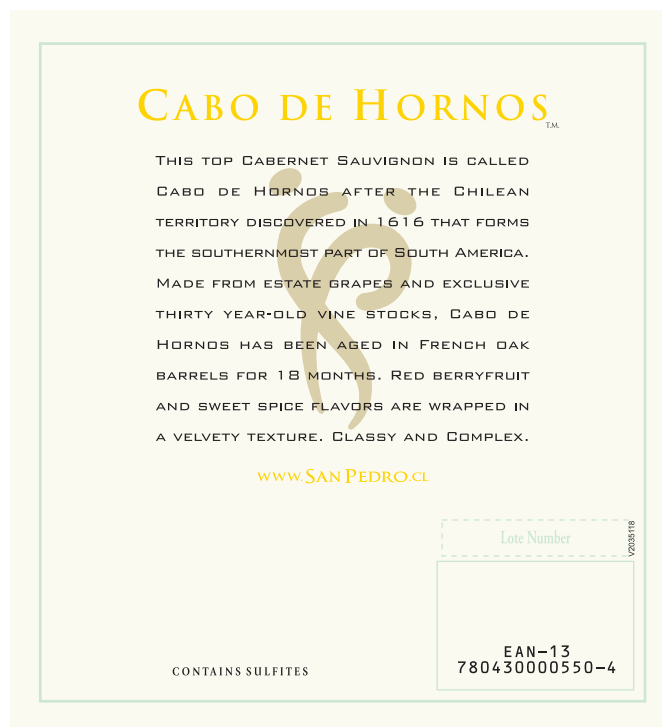 CABO DE HORNOS
T.M.
THIS TOP CABERNET SAUVIGNON IS CALLED
CABO DE HORNOS AFTER THE CHILEAN
TERRITORY DISCOVERED IN 1616 THAT FORMS
THE SOUTHERNMOST PART OF SOUTH AMERICA.
MADE FROM ESTATE GRAPES AND EXCLUSIVE
THIRTY YEAR-OLD VINE STOCKS, CABO DE
HORNOS HAS BEEN AGED IN FRENCH OAK
BARRELS FOR 18 MONTHS. RED BERRYFRUIT
AND SWEET SPICE FLAVORS ARE WRAPPED IN
A VELVETY TEXTURE. CLASSY AND COMPLEX.
WWW.SANPEDRO.CL
Lote Number
V2035118
EAN-13
780430000550-4
CONTAINS SULFITES